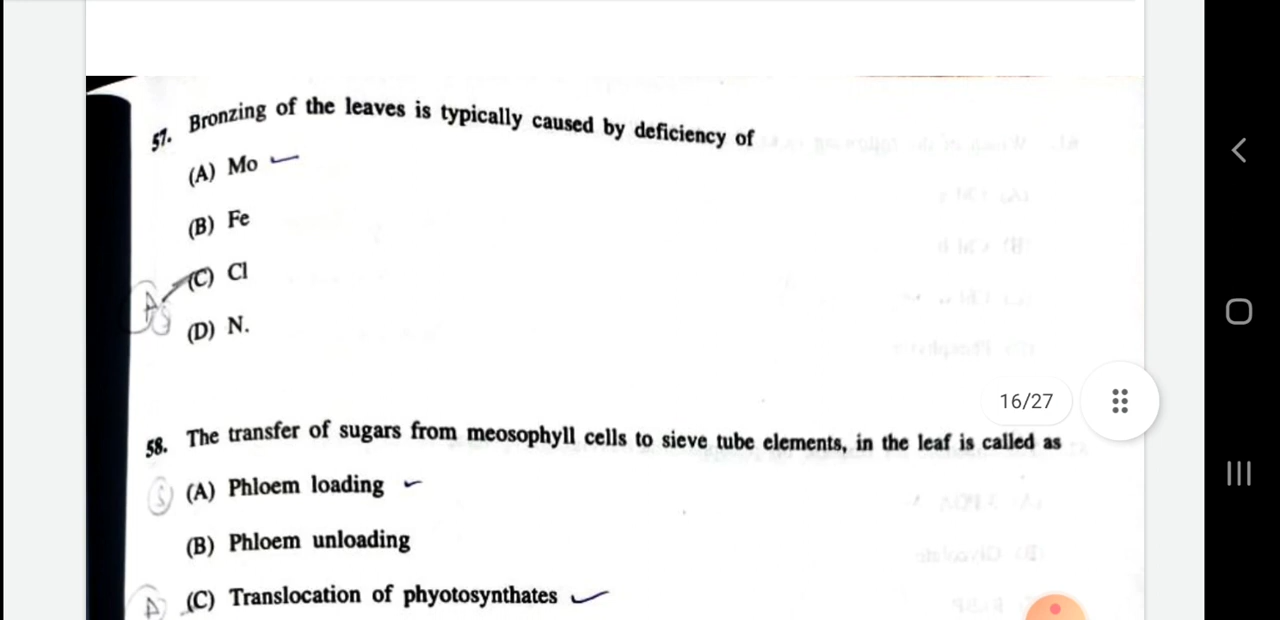 57. Bronzing of the leaves is typically caused by deficiency of
(A) Mo
(B) Fe
(C) Cl
(D) N.
16/27
58. The transfer of sugars from meosophyll cells to sieve tube elements, in the leaf is called as
(A) Phloem loading
(B) Phloem unloading
(C) Translocation of phyotosynthates